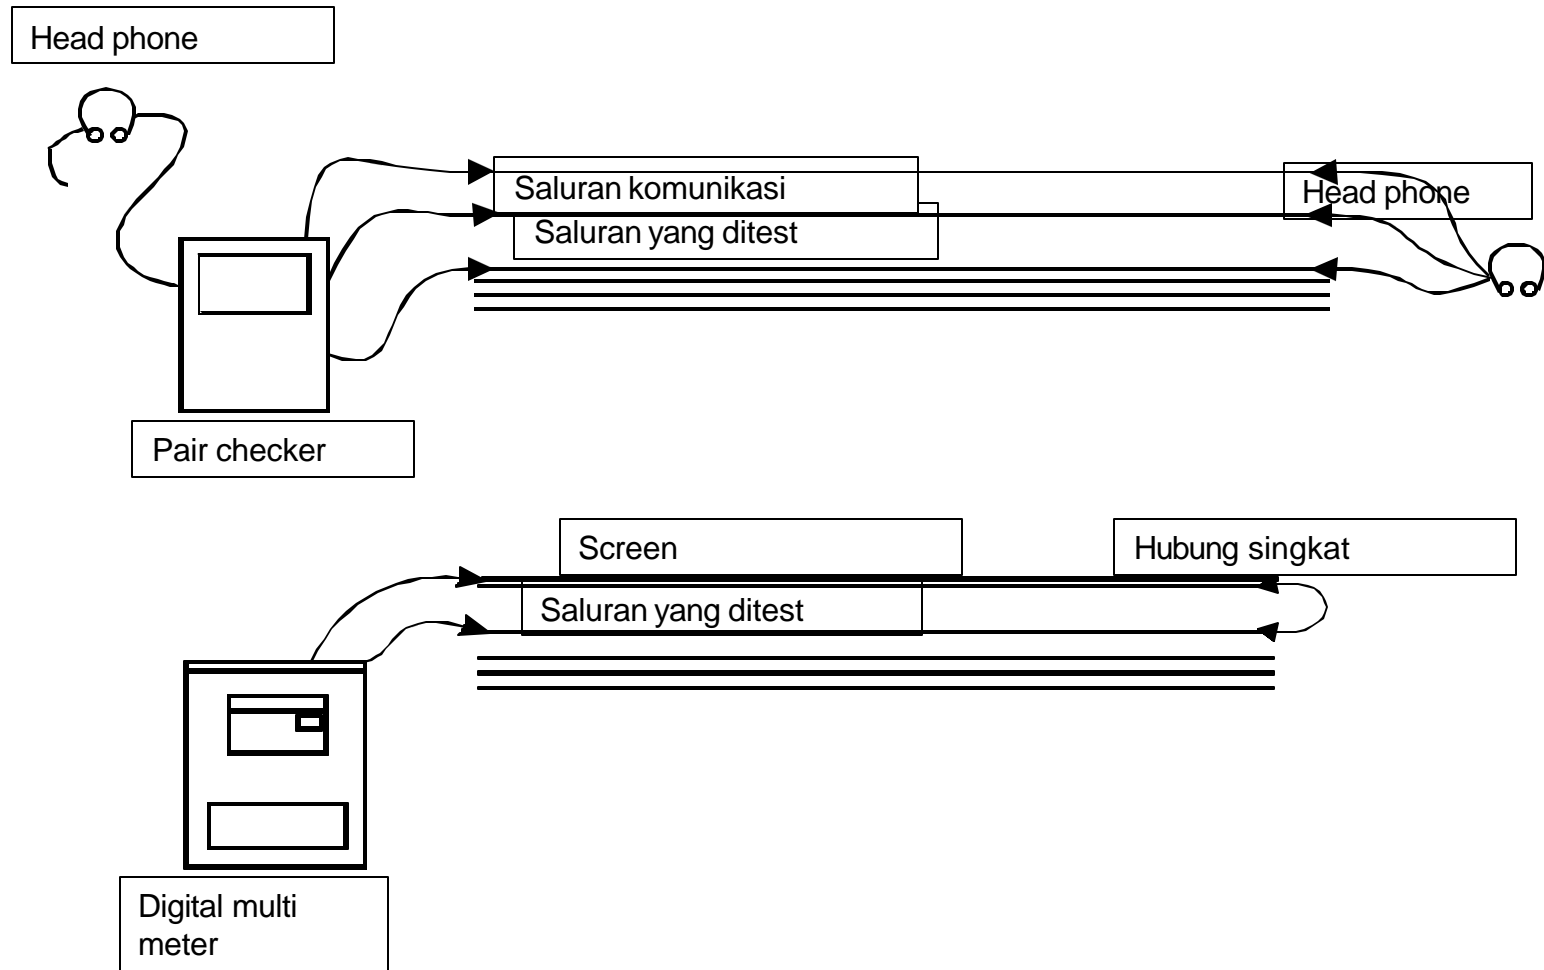 Head phone
Saluran komunikasi
Head phone
Saluran yang ditest
Pair checker
Screen
Hubung singkat
Saluran yang ditest
Digital multi
meter